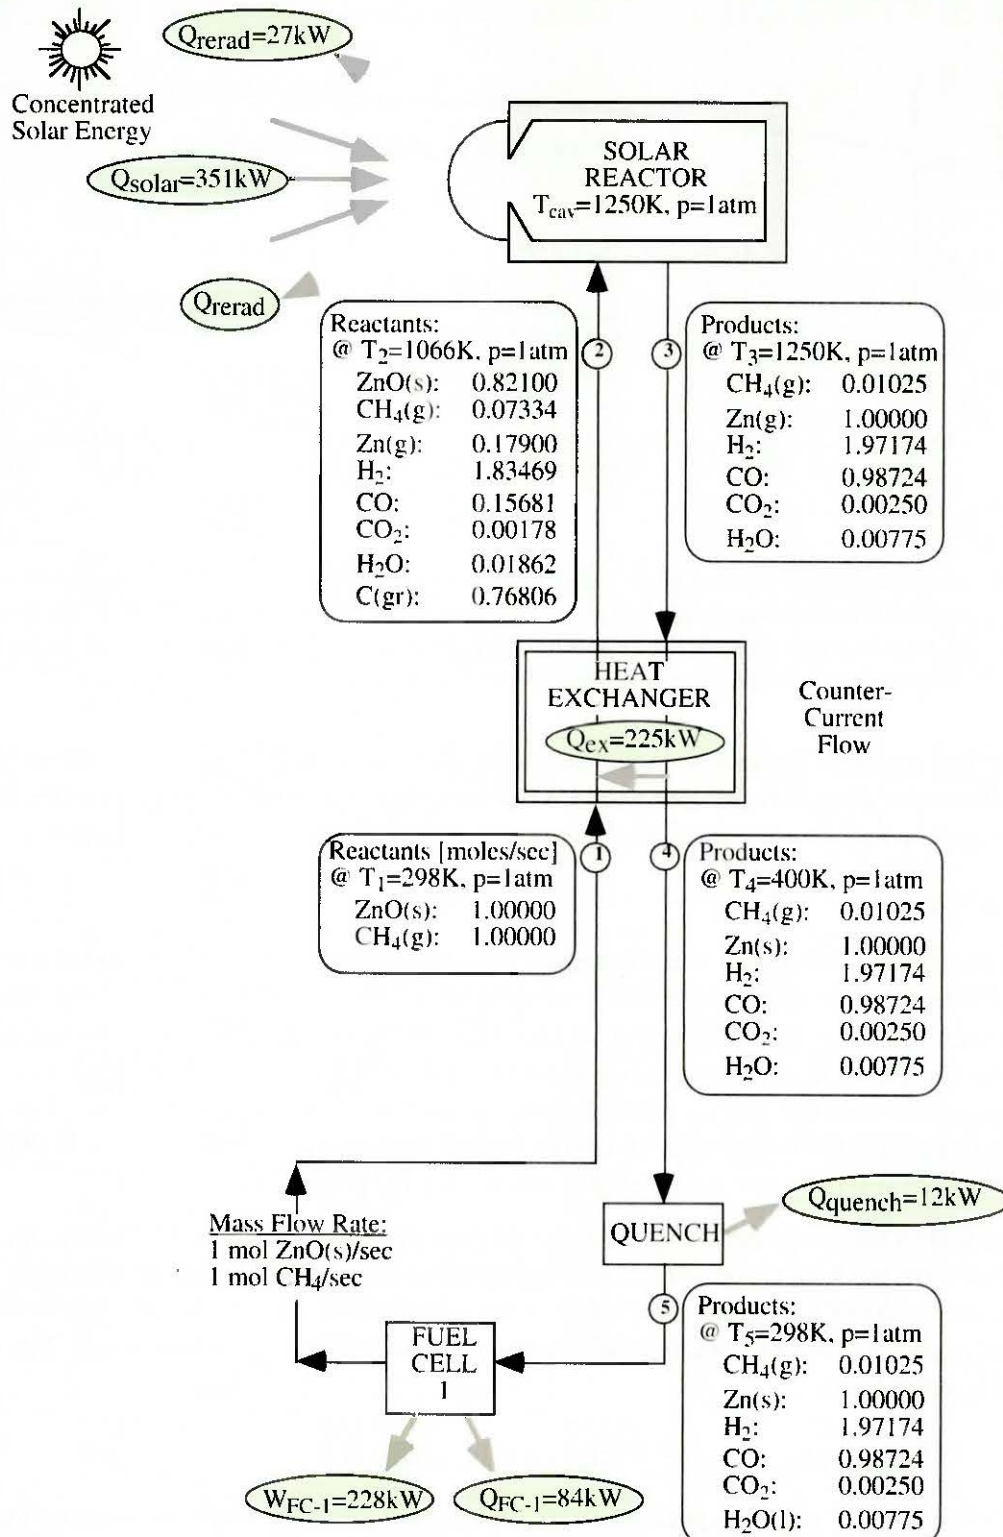 Qrerad=27kW
Concentrated
Solar Energy
Qsolar=351kW
SOLAR
REACTOR
Tcav=1250K, p=1atm
Qrerad
Reactants:
@ T2=1066K, p=1atm
ZnO(s): 0.82100
CH4(g): 0.07334
Zn(g): 0.17900
H2: 1.83469
CO: 0.15681
CO2: 0.00178
H2O: 0.01862
C(gr): 0.76806
2
3
Products:
@ T3=1250K, p=1atm
CH4(g): 0.01025
Zn(g): 1.00000
H2: 1.97174
CO: 0.98724
CO2: 0.00250
H2O: 0.00775
HEAT
EXCHANGER
Qex=225kW
Counter-
Current
Flow
Reactants [moles/sec]
@ T1=298K, p=1atm
ZnO(s): 1.00000
CH4(g): 1.00000
1
4
Products:
@ T4=400K, p=1atm
CH4(g): 0.01025
Zn(s): 1.00000
H2: 1.97174
CO: 0.98724
CO2: 0.00250
H2O: 0.00775
Mass Flow Rate:
1 mol ZnO(s)/sec
1 mol CH4/sec
QUENCH
Qquench=12kW
5
Products:
@ T5=298K, p=1atm
CH4(g): 0.01025
Zn(s): 1.00000
H2: 1.97174
CO: 0.98724
CO2: 0.00250
H2O(l): 0.00775
FUEL
CELL
1
WFC-1=228kW
QFC-1=84kW